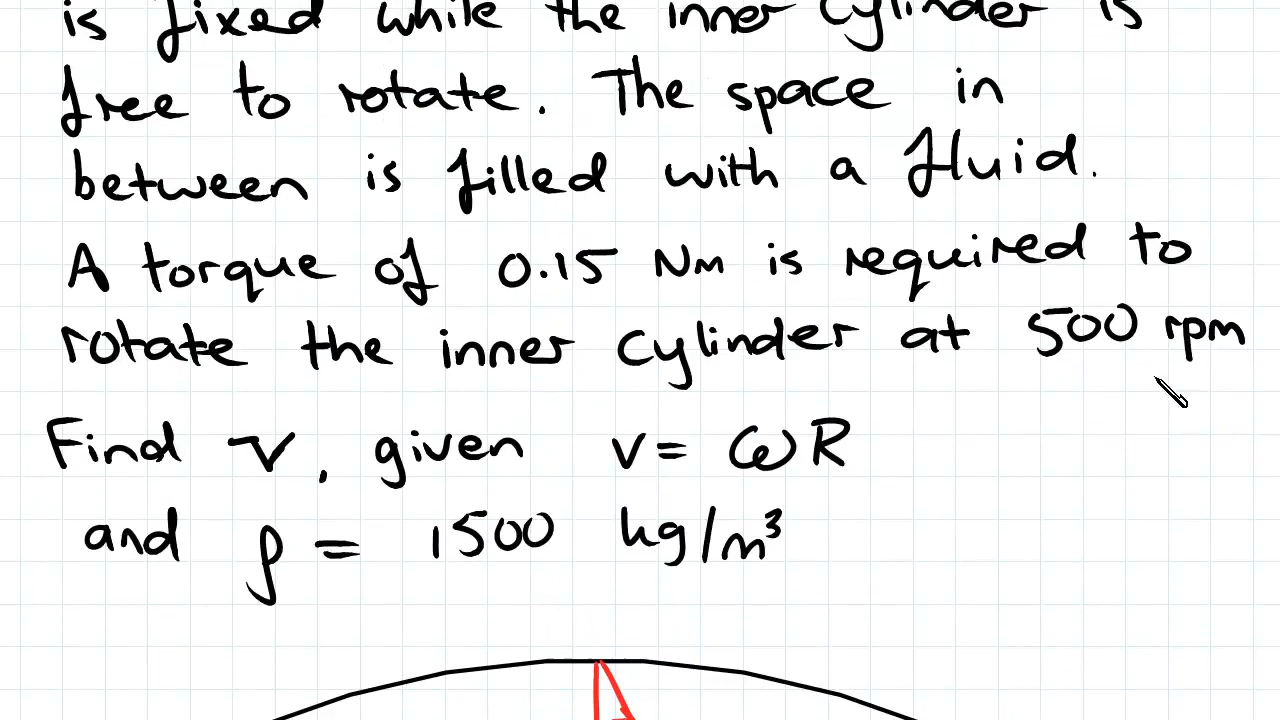 is fixed while the inner cylinder is
free to rotate. The space in
between is filled with a fluid.
A torque of 0.15 Nm is required to
rotate the inner cylinder at 500 rpm
Find ν, given v = ωR
and ρ = 1500 kg/m³